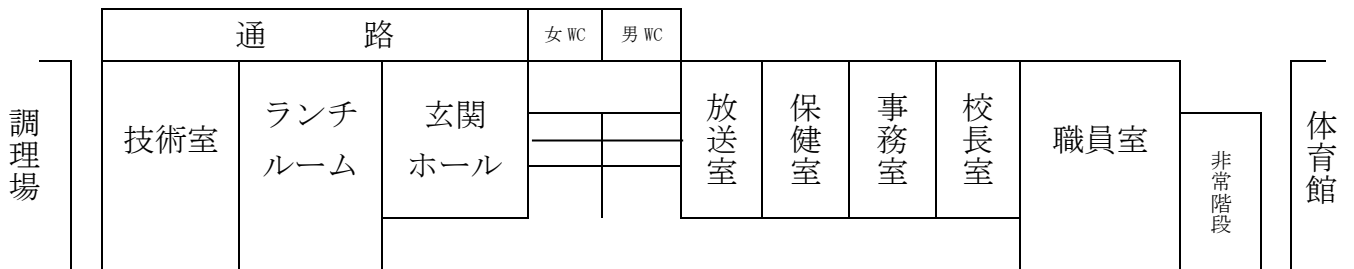 通路
女WC
男WC
調理場
技術室
ランチ
ルーム
玄関
ホール
放送室
保健室
事務室
校長室
職員室
非常階段
体育館